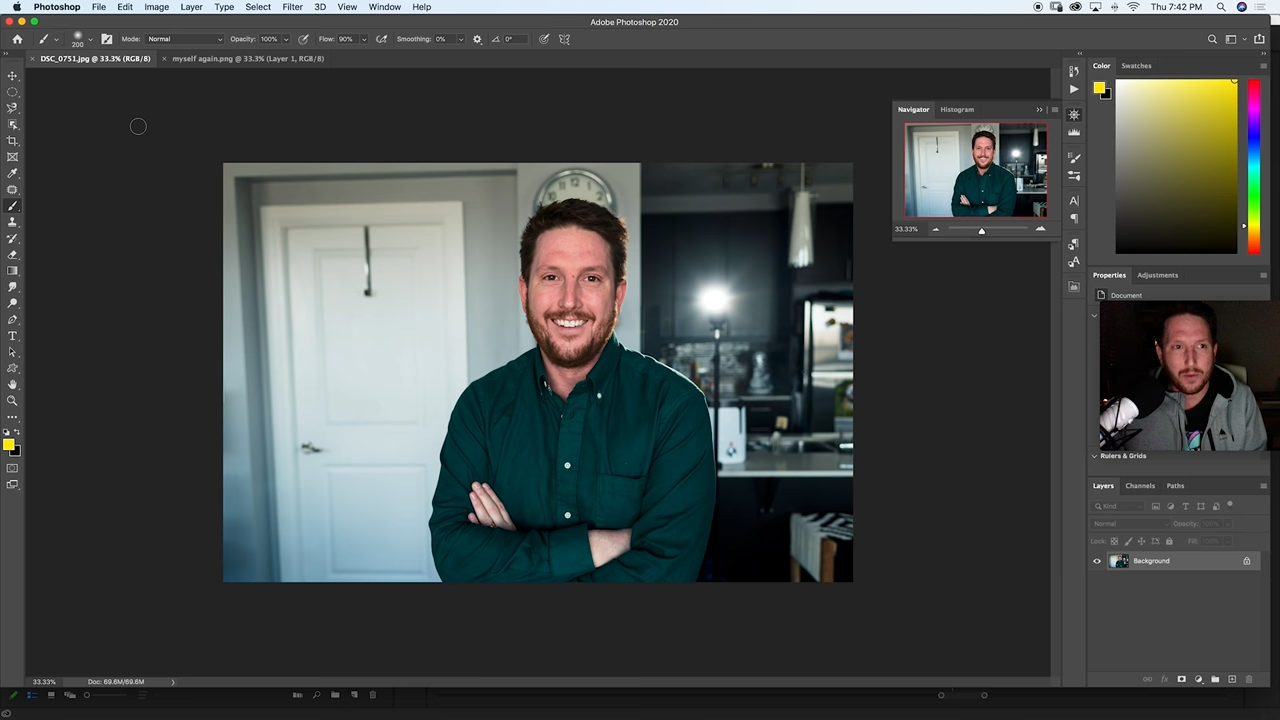 Photoshop File Edit Image Layer Type Select Filter 3D View Window Help Thu 7:42 PM
Adobe Photoshop 2020
200 Mode: Normal Opacity: 100% Flow: 90% Smoothing: 0% 0°
DSC_0751.jpg @ 33.3% (RGB/8) myself again.png @ 33.3% (Layer 1, RGB/8)
Color Swatches
Navigator Histogram
33.33%
Properties Adjustments
Document
Rulers & Grids
Layers Channels Paths
Kind
Normal Opacity: 100%
Lock: Fill: 100%
Background
33.33% Doc: 69.6M/69.6M